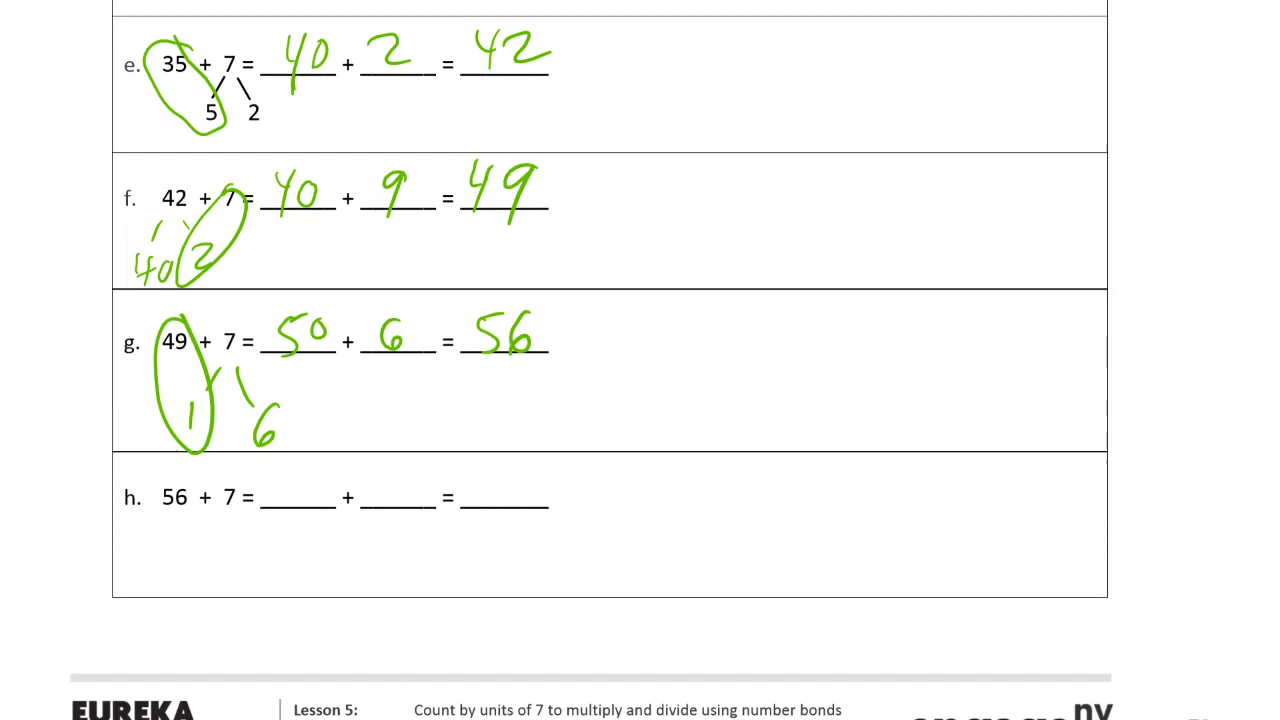 e. 35 + 7 = 40 + 2 = 42
5 2
f. 42 + 7 = 40 + 9 = 49
40 2
g. 49 + 7 = 50 + 6 = 56
1 6
h. 56 + 7 = ______ + ______ = _______
EUREKA
Lesson 5: Count by units of 7 to multiply and divide using number bonds